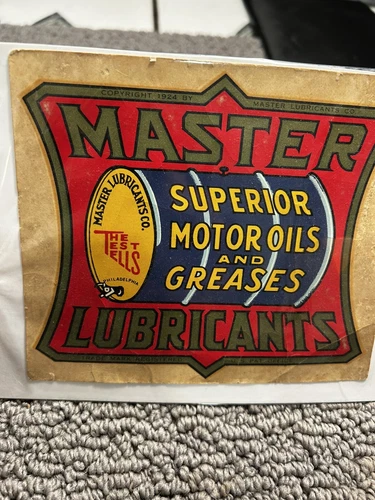 COPYRIGHT 1924 BY MASTER LUBRICANTS CO.
MASTER
MASTER LUBRICANTS CO.
THE
TEST
TELLS
PHILADELPHIA
SUPERIOR
MOTOR OILS
AND
GREASES
LUBRICANTS